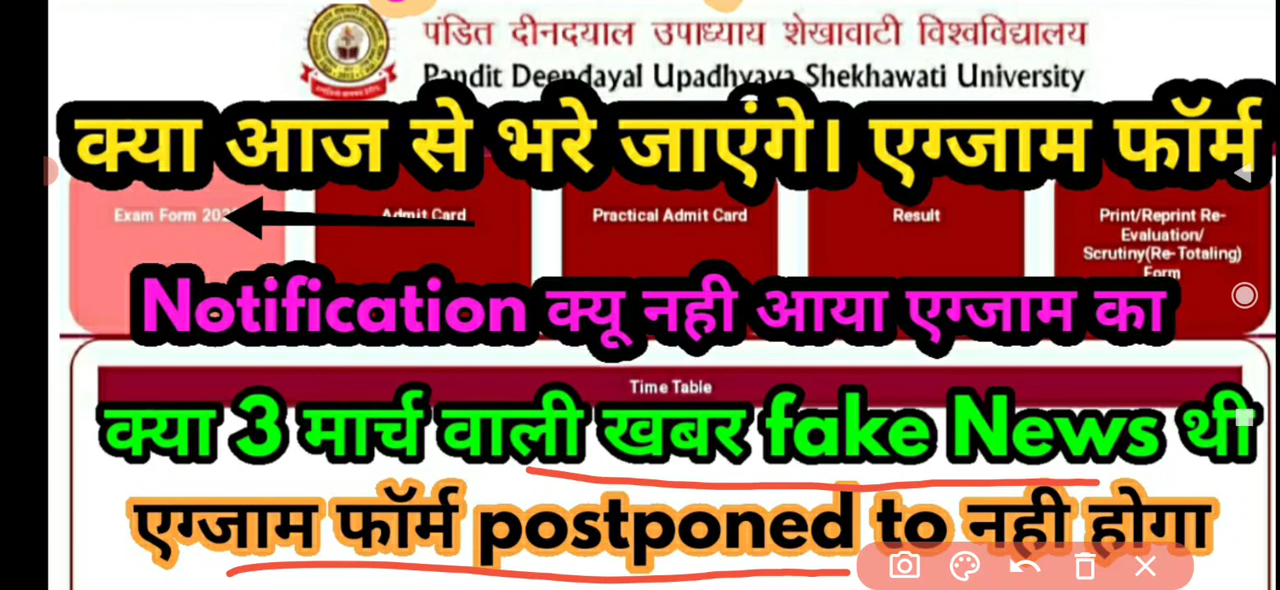 पंडित दीनदयाल उपाध्याय शेखावाटी विश्वविद्यालय
Pandit Deendayal Upadhyaya Shekhawati University
क्या आज से भरे जाएंगे। एग्जाम फॉर्म
Exam Form
Admit Card
Practical Admit Card
Result
Print/Reprint Re-
Evaluation/
Scrutiny(Re-Totaling)
Form
Notification क्यू नही आया एग्जाम का
Time Table
क्या 3 मार्च वाली खबर fake News थी
एग्जाम फॉर्म postponed to नही होगा